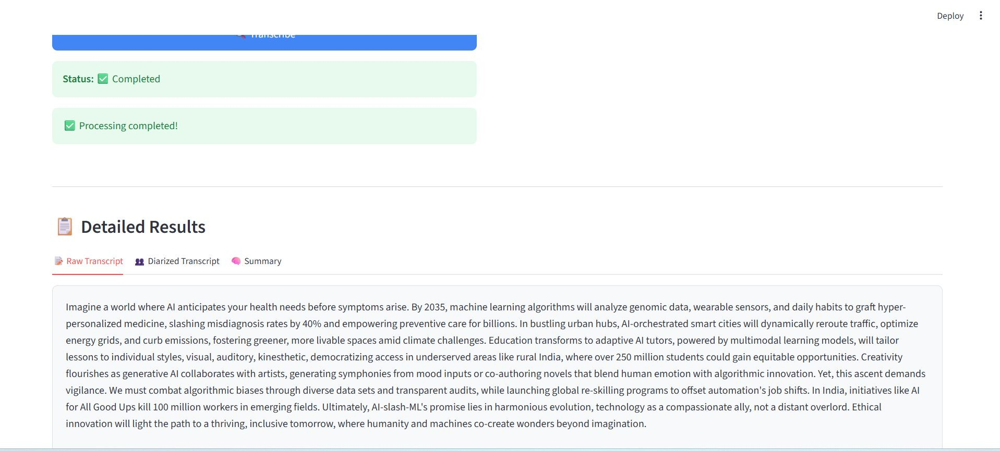 Deploy
Transcribe
Status: ✅ Completed
✅ Processing completed!
📋 Detailed Results
📝 Raw Transcript 👥 Diarized Transcript 🧠 Summary
Imagine a world where AI anticipates your health needs before symptoms arise. By 2035, machine learning algorithms will analyze genomic data, wearable sensors, and daily habits to graft hyper-
personalized medicine, slashing misdiagnosis rates by 40% and empowering preventive care for billions. In bustling urban hubs, AI-orchestrated smart cities will dynamically reroute traffic, optimize
energy grids, and curb emissions, fostering greener, more livable spaces amid climate challenges. Education transforms to adaptive AI tutors, powered by multimodal learning models, will tailor
lessons to individual styles, visual, auditory, kinesthetic, democratizing access in underserved areas like rural India, where over 250 million students could gain equitable opportunities. Creativity
flourishes as generative AI collaborates with artists, generating symphonies from mood inputs or co-authoring novels that blend human emotion with algorithmic innovation. Yet, this ascent demands
vigilance. We must combat algorithmic biases through diverse data sets and transparent audits, while launching global re-skilling programs to offset automation's job shifts. In India, initiatives like AI
for All Good Ups kill 100 million workers in emerging fields. Ultimately, AI-slash-ML's promise lies in harmonious evolution, technology as a compassionate ally, not a distant overlord. Ethical
innovation will light the path to a thriving, inclusive tomorrow, where humanity and machines co-create wonders beyond imagination.